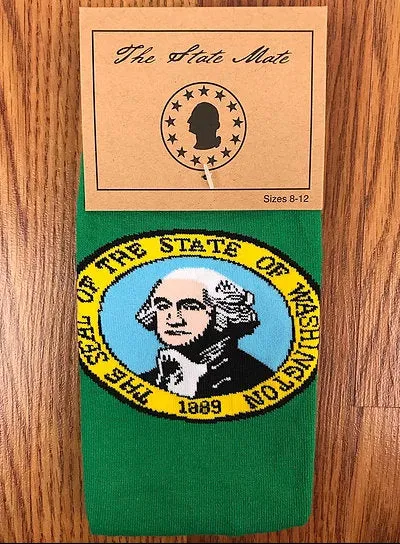 The State Mate
Sizes 8-12
THE SEAL OF THE STATE OF WASHINGTON
1889